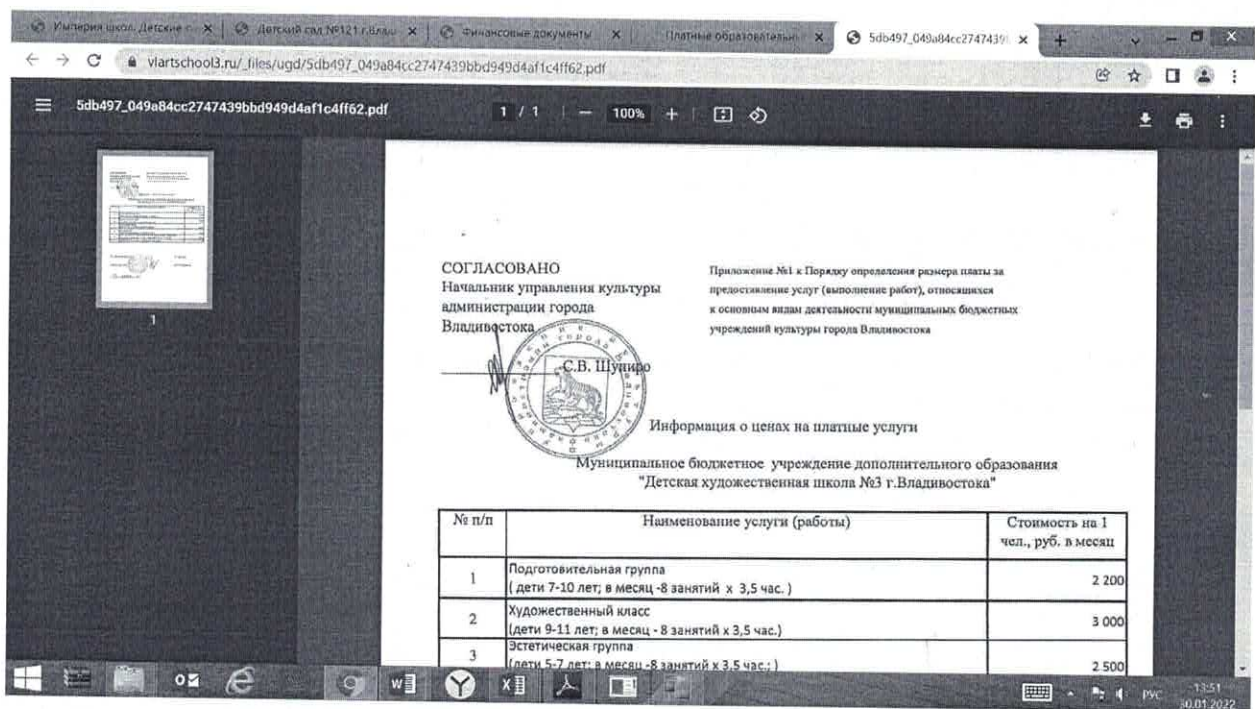 Империя школ. Детские с
Детский сад №121 г.Влади
Финансовые документы
Платные образовательны
5db497_049a84cc2747439
vlartschool3.ru/_files/ugd/5db497_049a84cc2747439bbd949d4af1c4ff62.pdf
5db497_049a84cc2747439bbd949d4af1c4ff62.pdf
1 / 1
100%
1
СОГЛАСОВАНО
Начальник управления культуры
администрации города
Владивостока
С.В. Шупиро
Приложение №1 к Порядку определения размера платы за
предоставление услуг (выполнение работ), относящихся
к основным видам деятельности муниципальных бюджетных
учреждений культуры города Владивостока
Информация о ценах на платные услуги
Муниципальное бюджетное учреждение дополнительного образования
"Детская художественная школа №3 г.Владивостока"
№ п/п
Наименование услуги (работы)
Стоимость на 1
чел., руб. в месяц
1
Подготовительная группа
( дети 7-10 лет; в месяц -8 занятий х 3,5 час. )
2 200
2
Художественный класс
(дети 9-11 лет; в месяц - 8 занятий х 3,5 час.)
3 000
3
Эстетическая группа
(дети 5-7 лет; в месяц -8 занятий х 3,5 час.; )
2 500
РУС
13:51
30.01.2022